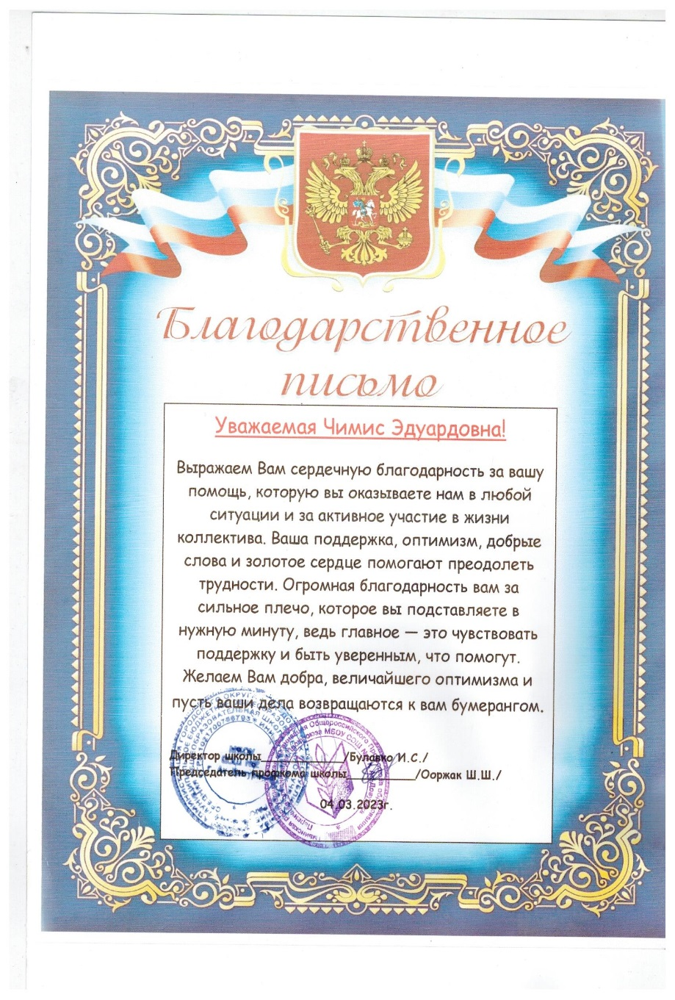 Благодарственное
письмо
Уважаемая Чимис Эдуардовна!
Выражаем Вам сердечную благодарность за вашу
помощь, которую вы оказываете нам в любой
ситуации и за активное участие в жизни
коллектива. Ваша поддержка, оптимизм, добрые
слова и золотое сердце помогают преодолеть
трудности. Огромная благодарность вам за
сильное плечо, которое вы подставляете в
нужную минуту, ведь главное — это чувствовать
поддержку и быть уверенным, что помогут.
Желаем Вам добра, величайшего оптимизма и
пусть ваши дела возвращаются к вам бумерангом.
Директор школы_____________/Булавко И.С./
Председатель профкома школы___________/Ооржак Ш.Ш./
04.03.2023г.